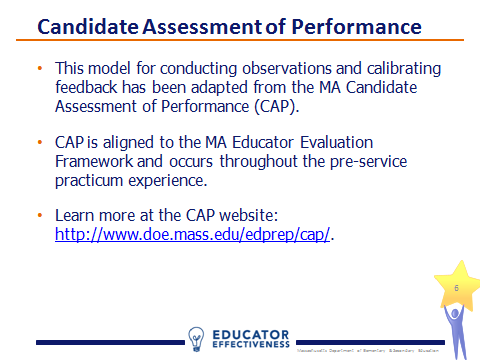 Candidate Assessment of Performance
• This model for conducting observations and calibrating
feedback has been adapted from the MA Candidate
Assessment of Performance (CAP).
• CAP is aligned to the MA Educator Evaluation
Framework and occurs throughout the pre-service
practicum experience.
• Learn more at the CAP website:
http://www.doe.mass.edu/edprep/cap/.
6
EDUCATOR
EFFECTIVENESS
Massachusetts Department of Elementary & Secondary Education